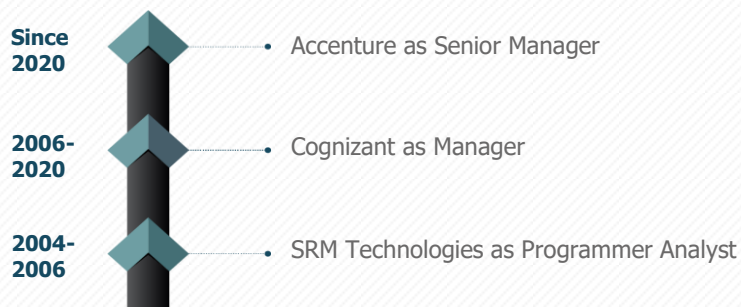 Since
2020
Accenture as Senior Manager
2006-
2020
Cognizant as Manager
2004-
2006
SRM Technologies as Programmer Analyst